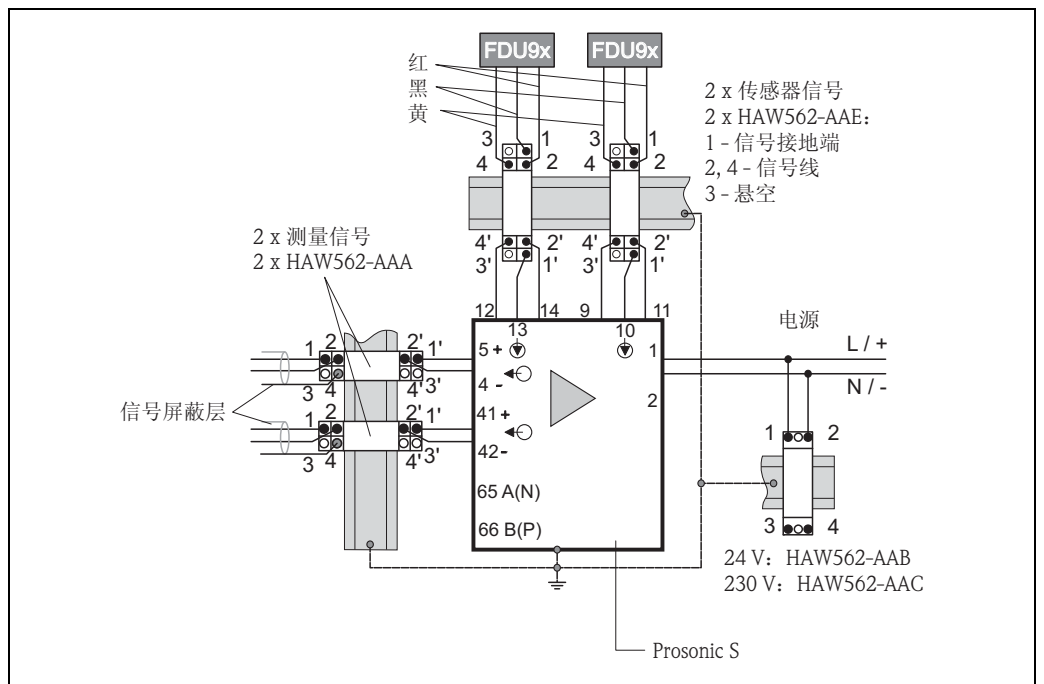 FDU9x FDU9x
红
黑
黄
2 x 传感器信号
2 x HAW562-AAE:
1 - 信号接地端
2, 4 - 信号线
3 - 悬空
3 1 3 1
4 2 4 2
4' 2' 4' 2'
3' 1' 3' 1'
2 x 测量信号
2 x HAW562-AAA
12 14 9 11
13 10
电源
L / +
N / -
1 2 2' 1'
3 4 4' 3'
5 + 1
4 - 2
信号屏蔽层
1 2 2' 1'
3 4 4' 3'
41 +
42 -
65 A(N)
66 B(P)
1 2
3 4
24 V: HAW562-AAB
230 V: HAW562-AAC
Prosonic S